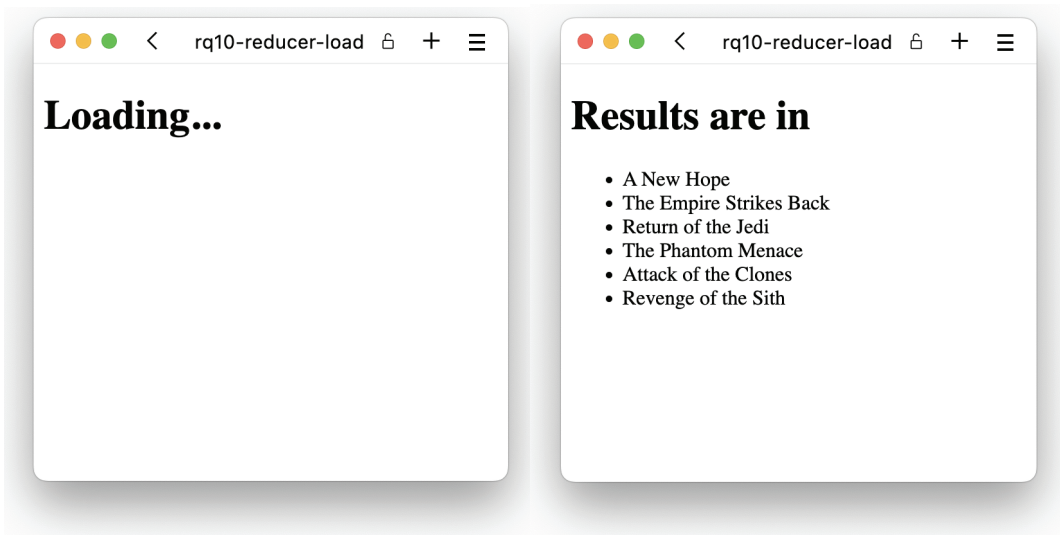 rq10-reducer-load
Loading...
rq10-reducer-load
Results are in
• A New Hope
• The Empire Strikes Back
• Return of the Jedi
• The Phantom Menace
• Attack of the Clones
• Revenge of the Sith